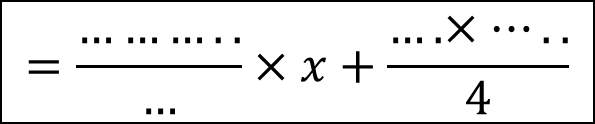 = (… … … . .)/(…) × x + (… . × ⋯ . .)/4